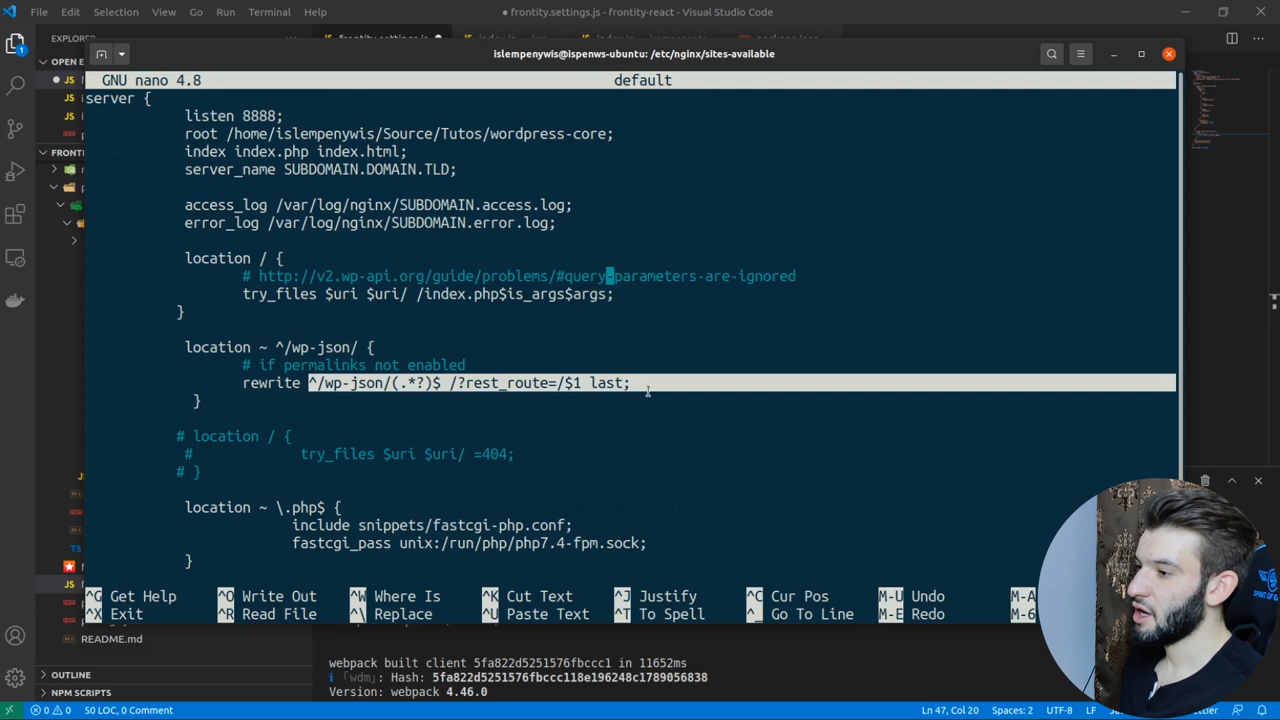 File Edit Selection View Go Run Terminal Help
● frontity.settings.js - frontity-react - Visual Studio Code
EXPLORER
islempenywis@ispenws-ubuntu: /etc/nginx/sites-available
OPEN E
GNU nano 4.8 default
server {
listen 8888;
root /home/islempenywis/Source/Tutos/wordpress-core;
index index.php index.html;
server_name SUBDOMAIN.DOMAIN.TLD;
access_log /var/log/nginx/SUBDOMAIN.access.log;
error_log /var/log/nginx/SUBDOMAIN.error.log;
location / {
# http://v2.wp-api.org/guide/problems/#query-parameters-are-ignored
try_files $uri $uri/ /index.php$is_args$args;
}
location ~ ^/wp-json/ {
# if permalinks not enabled
rewrite ^/wp-json/(.*?)$ /?rest_route=/$1 last;
}
# location / {
# try_files $uri $uri/ =404;
# }
location ~ \.php$ {
include snippets/fastcgi-php.conf;
fastcgi_pass unix:/run/php/php7.4-fpm.sock;
}
^G Get Help ^O Write Out ^W Where Is ^K Cut Text ^J Justify ^C Cur Pos M-U Undo M-A
^X Exit ^R Read File ^\ Replace ^U Paste Text ^T To Spell ^_ Go To Line M-E Redo M-6
README.md
OUTLINE
NPM SCRIPTS
webpack built client 5fa822d5251576fbccc1 in 11652ms
ℹ 「wdm」: Hash: 5fa822d5251576fbccc118e196248c1789056838
Version: webpack 4.46.0
0 0 50 LOC, 0 Comment Ln 47, Col 20 Spaces: 2 UTF-8 LF